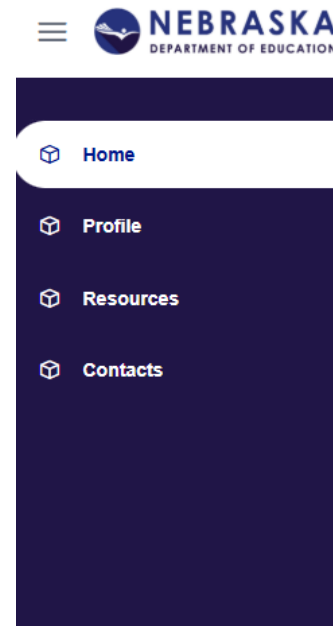 NEBRASKA
DEPARTMENT OF EDUCATION
Home
Profile
Resources
Contacts